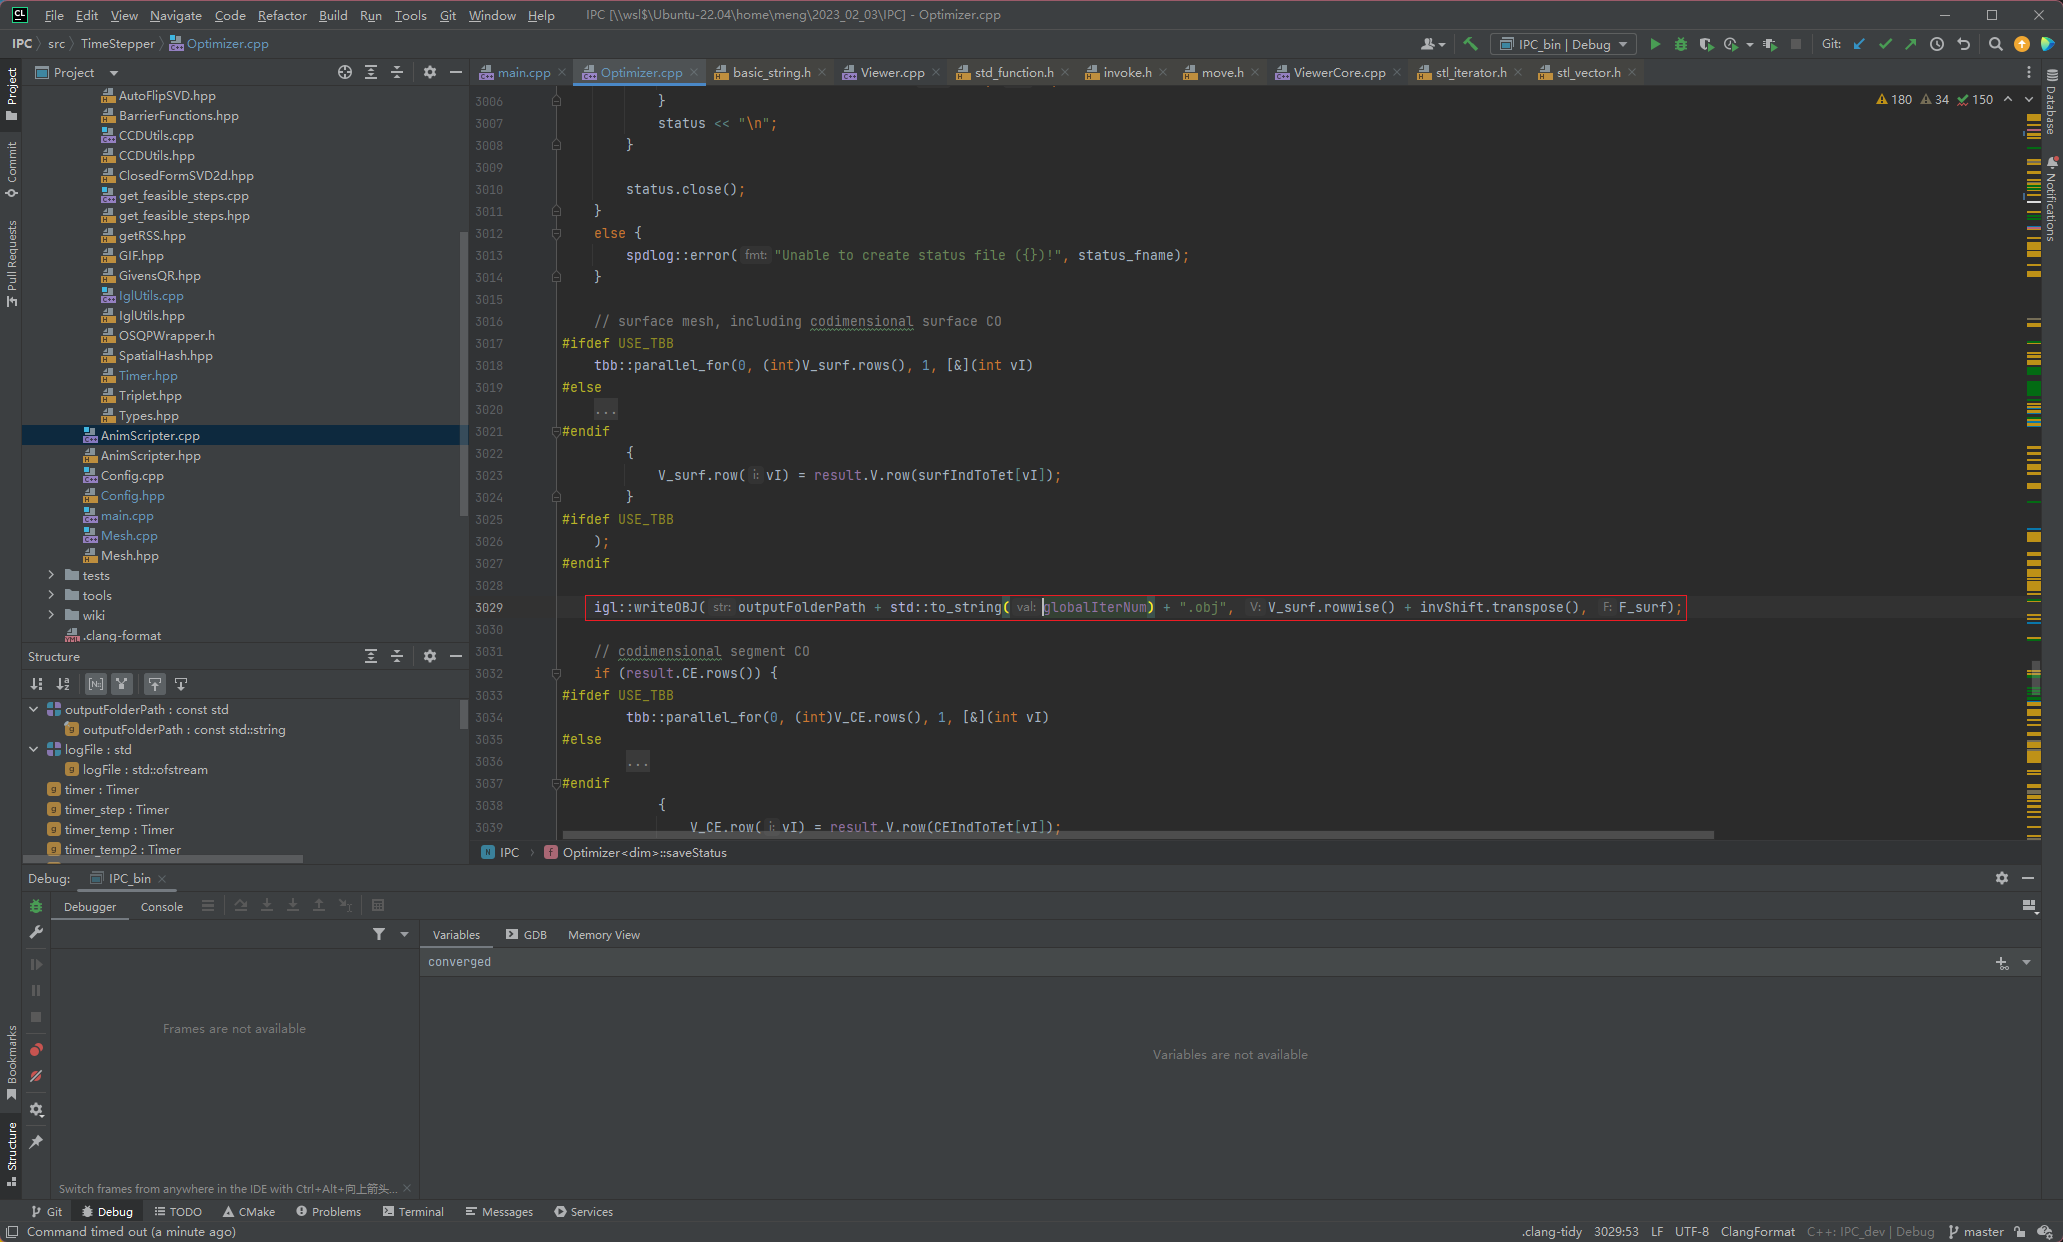 File Edit View Navigate Code Refactor Build Run Tools Git Window Help IPC [\\wsl$\Ubuntu-22.04\home\meng\2023_02_03\IPC] - Optimizer.cpp
IPC src TimeStepper Optimizer.cpp IPC_bin | Debug Git:
Project
main.cpp Optimizer.cpp basic_string.h Viewer.cpp std_function.h invoke.h move.h ViewerCore.cpp stl_iterator.h stl_vector.h
180 34 150
Project
Commit
Pull Requests
Bookmarks
Structure
Database
Notifications
AutoFlipSVD.hpp
BarrierFunctions.hpp
CCDUtils.cpp
CCDUtils.hpp
ClosedFormSVD2d.hpp
get_feasible_steps.cpp
get_feasible_steps.hpp
getRSS.hpp
GIF.hpp
GivensQR.hpp
IglUtils.cpp
IglUtils.hpp
OSQPWrapper.h
SpatialHash.hpp
Timer.hpp
Triplet.hpp
Types.hpp
AnimScripter.cpp
AnimScripter.hpp
Config.cpp
Config.hpp
main.cpp
Mesh.cpp
Mesh.hpp
tests
tools
wiki
.clang-format
Structure
outputFolderPath : const std
outputFolderPath : const std::string
logFile : std
logFile : std::ofstream
timer : Timer
timer_step : Timer
timer_temp : Timer
timer_temp2 : Timer
3006 }
3007 status << "\n";
3008 }
3009
3010 status.close();
3011 }
3012 else {
3013 spdlog::error( fmt: "Unable to create status file ({})!", status_fname);
3014 }
3015
3016 // surface mesh, including codimensional surface CO
3017 #ifdef USE_TBB
3018 tbb::parallel_for(0, (int)V_surf.rows(), 1, [&](int vI)
3019 #else
3020 ...
3021 #endif
3022 {
3023 V_surf.row( i: vI) = result.V.row(surfIndToTet[vI]);
3024 }
3025 #ifdef USE_TBB
3026 );
3027 #endif
3028
3029 igl::writeOBJ( str: outputFolderPath + std::to_string( val: globalIterNum) + ".obj", V: V_surf.rowwise() + invShift.transpose(), F: F_surf);
3030
3031 // codimensional segment CO
3032 if (result.CE.rows()) {
3033 #ifdef USE_TBB
3034 tbb::parallel_for(0, (int)V_CE.rows(), 1, [&](int vI)
3035 #else
3036 ...
3037 #endif
3038 {
3039 V_CE.row( i: vI) = result.V.row(CEIndToTet[vI]);
IPC Optimizer<dim>::saveStatus
Debug: IPC_bin
Debugger Console
Variables GDB Memory View
converged
Frames are not available
Variables are not available
Switch frames from anywhere in the IDE with Ctrl+Alt+向上箭头...
Git Debug TODO CMake Problems Terminal Messages Services
Command timed out (a minute ago) .clang-tidy 3029:53 LF UTF-8 ClangFormat C++: IPC_dev | Debug master